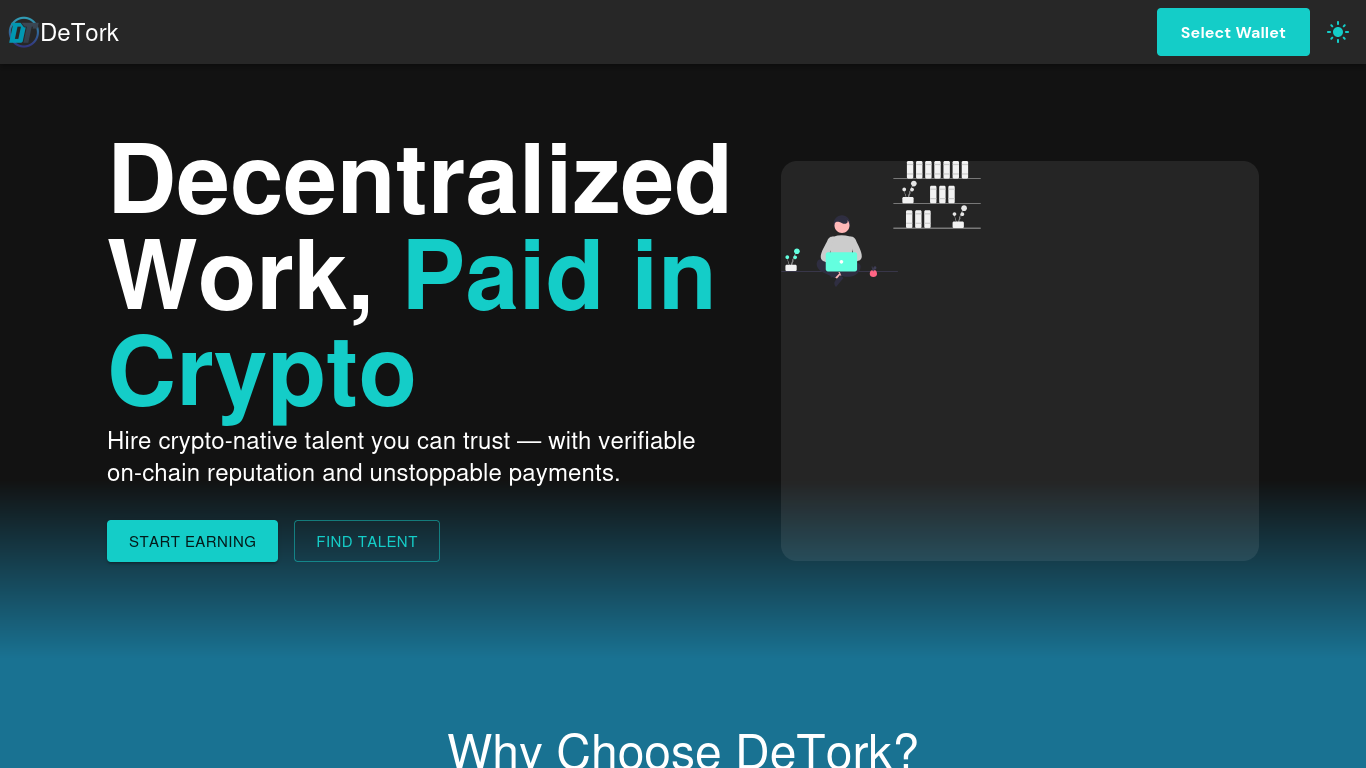 DT DeTork
Select Wallet
Decentralized
Work, Paid in
Crypto
Hire crypto-native talent you can trust — with verifiable
on-chain reputation and unstoppable payments.
START EARNING
FIND TALENT
Why Choose DeTork?